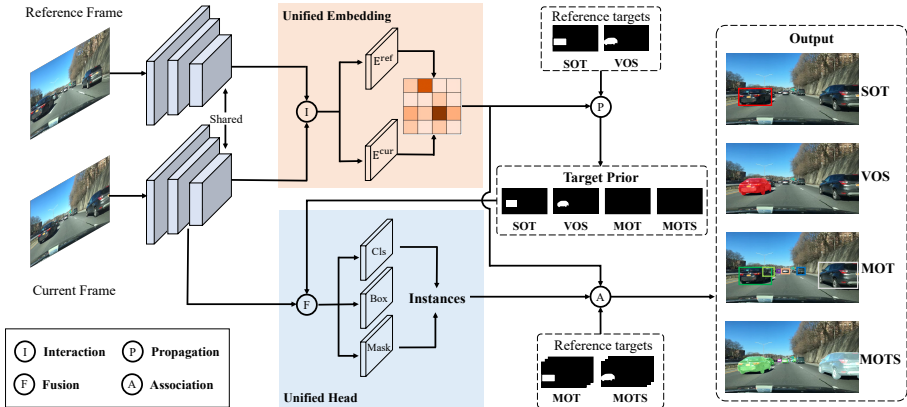 Reference Frame
Unified Embedding
Reference targets
SOT VOS
Output
SOT
E^ref
I
P
Shared
E^cur
VOS
Target Prior
SOT VOS MOT MOTS
MOT
Current Frame
Cls
F
Box
Instances
A
Mask
MOTS
Reference targets
MOT MOTS
I Interaction
P Propagation
F Fusion
A Association
Unified Head